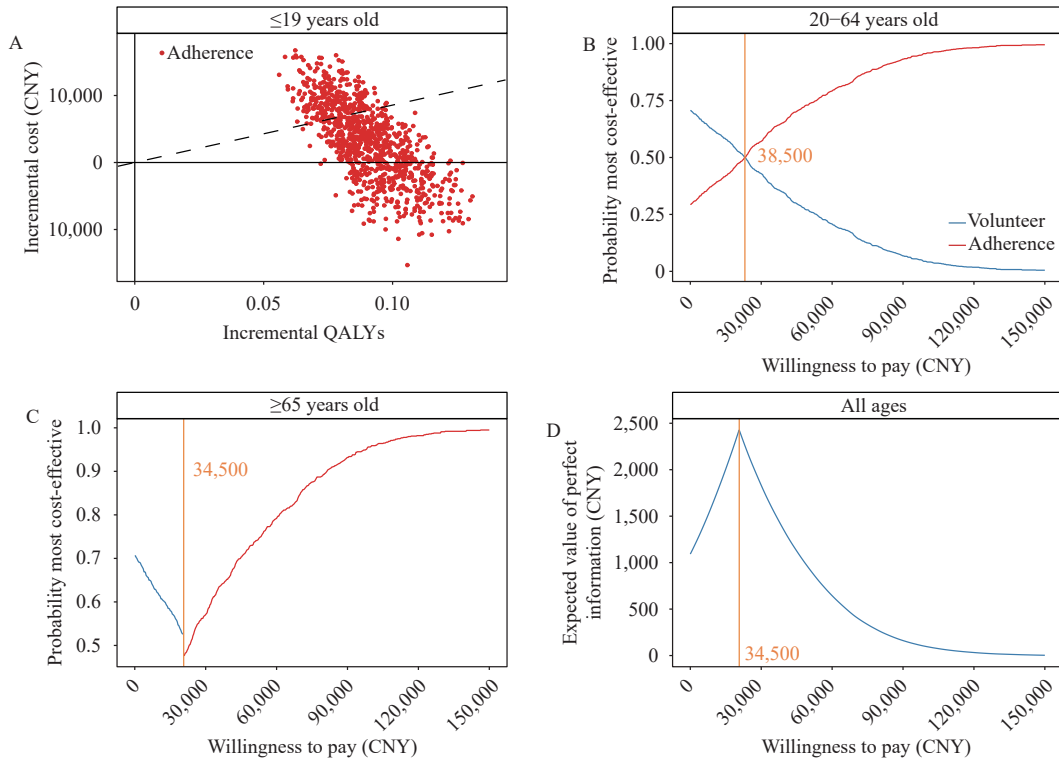 A
≤19 years old
Adherence
Incremental cost (CNY)
10,000
0
10,000
0
0.05
0.10
Incremental QALYs
B
20−64 years old
Probability most cost-effective
1.00
0.75
0.50
0.25
0
38,500
Volunteer
Adherence
0
30,000
60,000
90,000
120,000
150,000
Willingness to pay (CNY)
C
≥65 years old
Probability most cost-effective
1.0
0.9
0.8
0.7
0.6
0.5
34,500
0
30,000
60,000
90,000
120,000
150,000
Willingness to pay (CNY)
D
All ages
Expected value of perfect
information (CNY)
2,500
2,000
1,500
1,000
500
0
34,500
0
30,000
60,000
90,000
120,000
150,000
Willingness to pay (CNY)